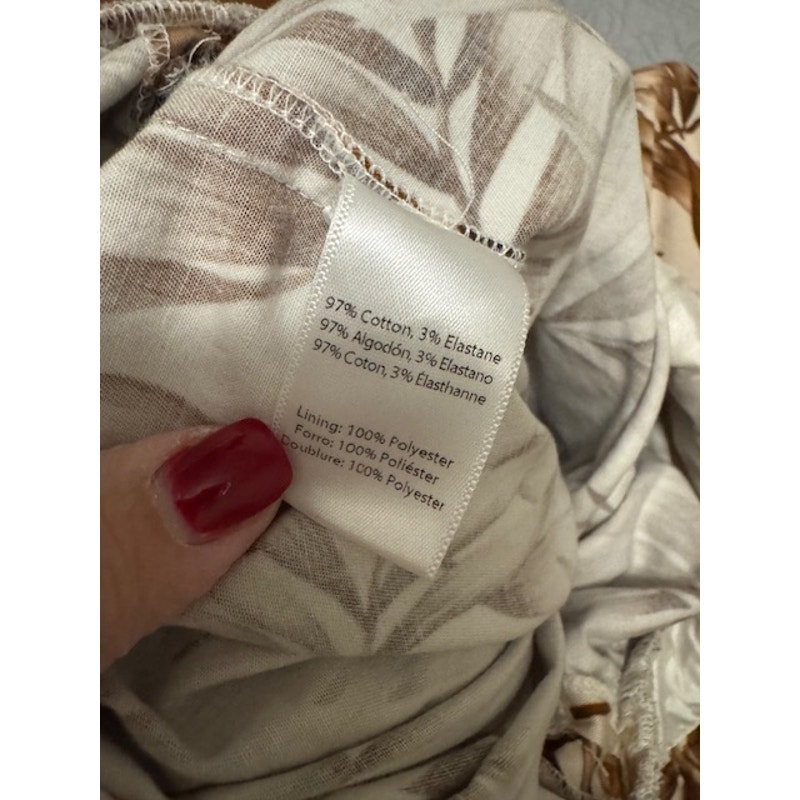 97% Cotton, 3% Elastane
97% Algodón, 3% Elastano
97% Coton, 3% Élasthanne
Lining: 100% Polyester
Forro: 100% Poliéster
Doublure: 100% Polyester